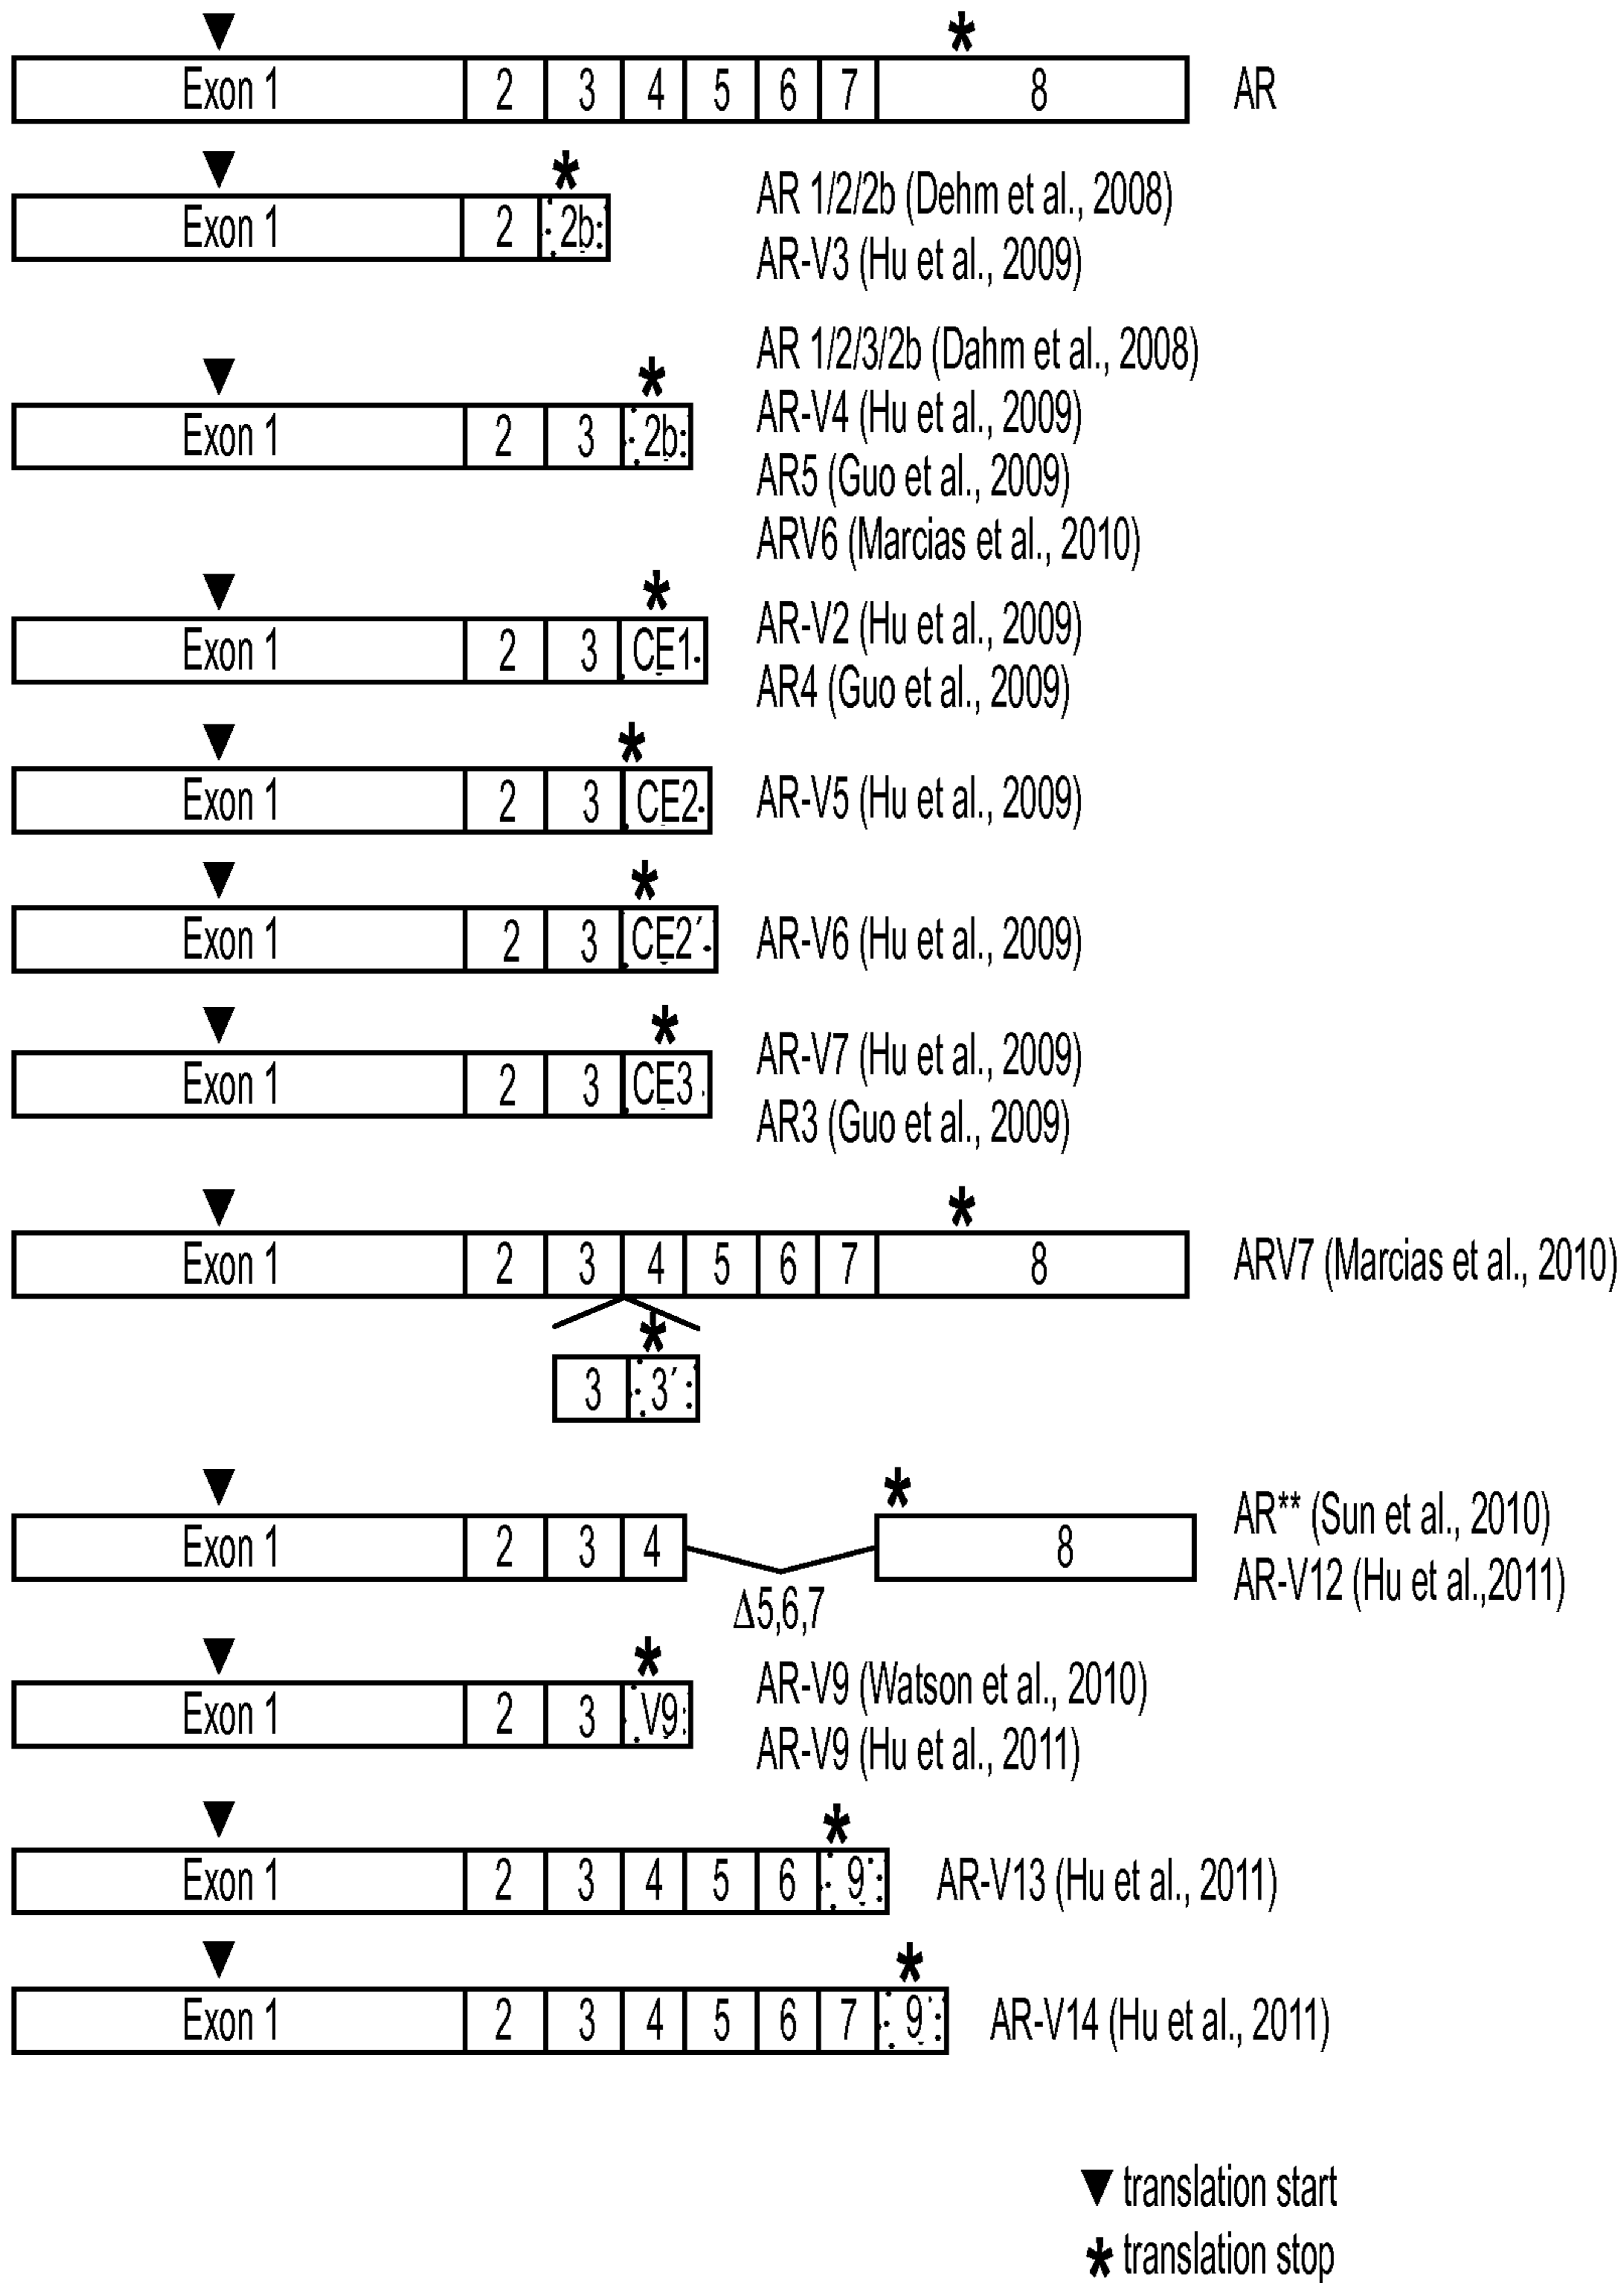 Exon 1 2 3 4 5 6 7 8 AR
Exon 1 2 2b
AR 1/2/2b (Dehm et al., 2008)
AR-V3 (Hu et al., 2009)
Exon 1 2 3 2b
AR 1/2/3/2b (Dahm et al., 2008)
AR-V4 (Hu et al., 2009)
AR5 (Guo et al., 2009)
ARV6 (Marcias et al., 2010)
Exon 1 2 3 CE1
AR-V2 (Hu et al., 2009)
AR4 (Guo et al., 2009)
Exon 1 2 3 CE2 AR-V5 (Hu et al., 2009)
Exon 1 2 3 CE2′ AR-V6 (Hu et al., 2009)
Exon 1 2 3 CE3
AR-V7 (Hu et al., 2009)
AR3 (Guo et al., 2009)
Exon 1 2 3 4 5 6 7 8 ARV7 (Marcias et al., 2010)
3 3′
Exon 1 2 3 4 8
Δ5,6,7
AR** (Sun et al., 2010)
AR-V12 (Hu et al.,2011)
Exon 1 2 3 V9
AR-V9 (Watson et al., 2010)
AR-V9 (Hu et al., 2011)
Exon 1 2 3 4 5 6 9 AR-V13 (Hu et al., 2011)
Exon 1 2 3 4 5 6 7 9 AR-V14 (Hu et al., 2011)
▼ translation start
* translation stop